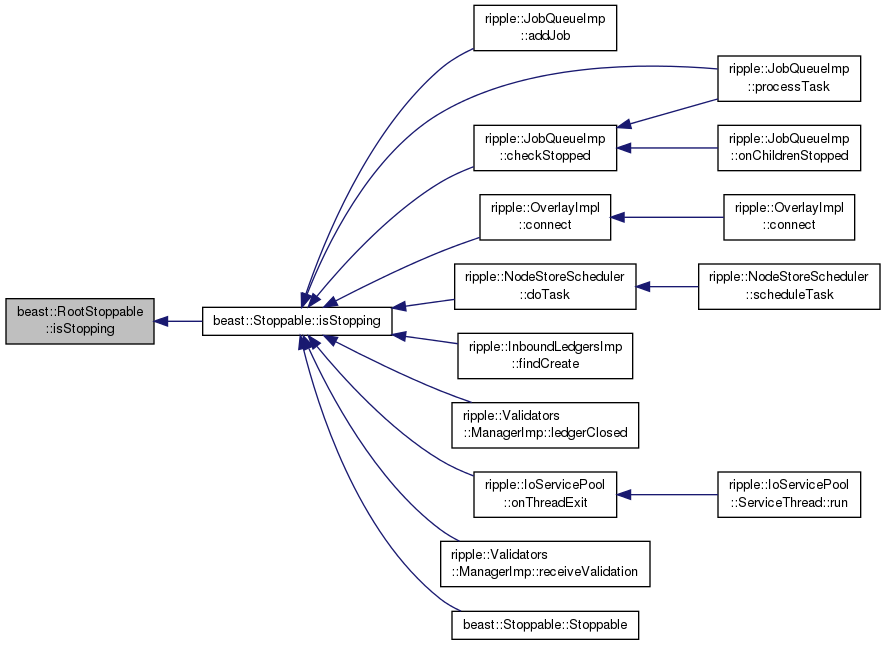 beast::RootStoppable
::isStopping
beast::Stoppable::isStopping
ripple::JobQueueImp
::addJob
ripple::JobQueueImp
::processTask
ripple::JobQueueImp
::checkStopped
ripple::JobQueueImp
::onChildrenStopped
ripple::OverlayImpl
::connect
ripple::OverlayImpl
::connect
ripple::NodeStoreScheduler
::doTask
ripple::NodeStoreScheduler
::scheduleTask
ripple::InboundLedgersImp
::findCreate
ripple::Validators
::ManagerImp::ledgerClosed
ripple::IoServicePool
::onThreadExit
ripple::IoServicePool
::ServiceThread::run
ripple::Validators
::ManagerImp::receiveValidation
beast::Stoppable::Stoppable